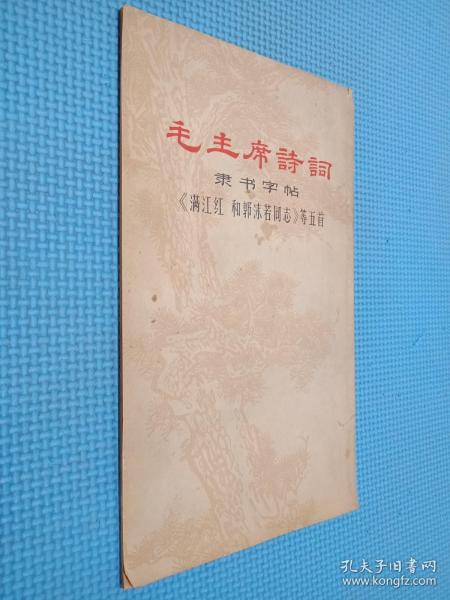 毛主席詩詞
隶书字帖
《满江红 和郭沫若同志》等五首
孔夫子旧书网
www.kongfz.com